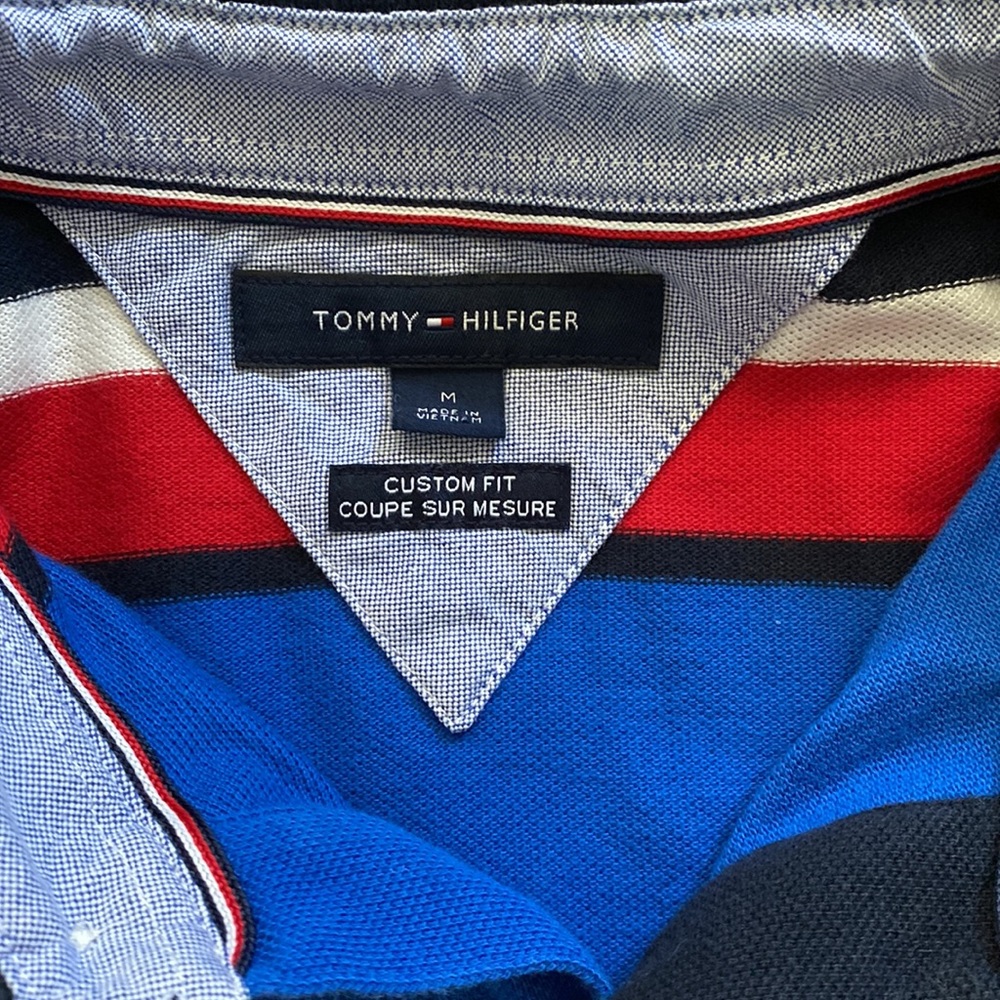 TOMMY HILFIGER
M
MADE IN
VIETNAM
CUSTOM FIT
COUPE SUR MESURE